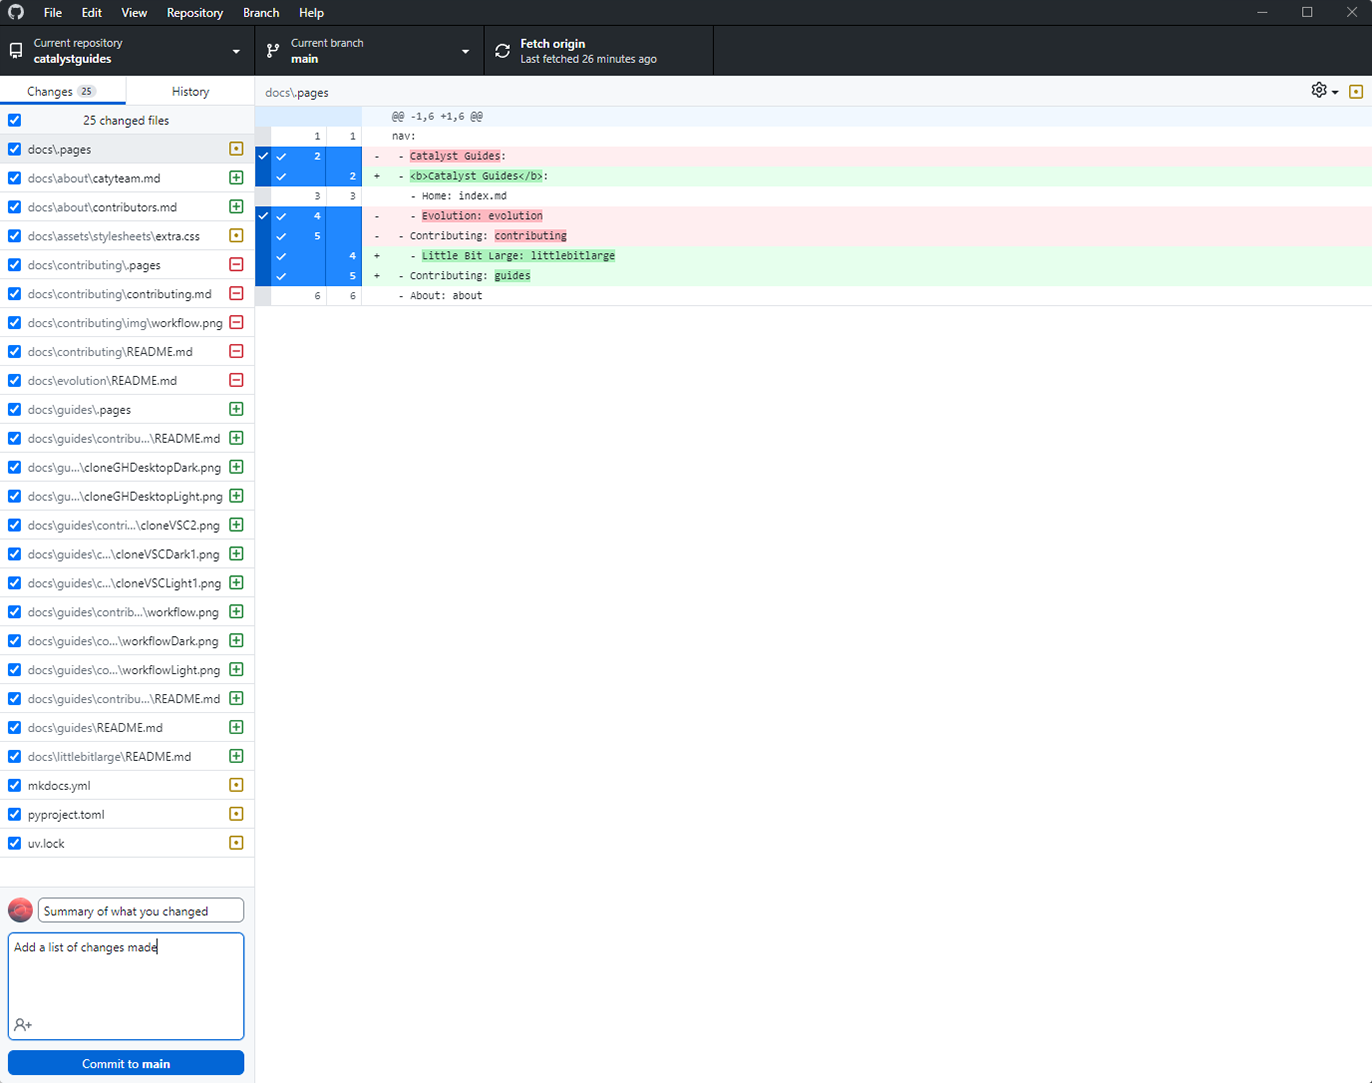 File Edit View Repository Branch Help
Current repository
catalystguides
Current branch
main
Fetch origin
Last fetched 26 minutes ago
Changes 25
History
docs\.pages
25 changed files
docs\.pages
docs\about\catyteam.md
docs\about\contributors.md
docs\assets\stylesheets\extra.css
docs\contributing\.pages
docs\contributing\contributing.md
docs\contributing\img\workflow.png
docs\contributing\README.md
docs\evolution\README.md
docs\guides\.pages
docs\guides\contribu...\README.md
docs\gu...\cloneGHDesktopDark.png
docs\gu...\cloneGHDesktopLight.png
docs\guides\contri...\cloneVSC2.png
docs\guides\c...\cloneVSCDark1.png
docs\guides\c...\cloneVSCLight1.png
docs\guides\contrib...\workflow.png
docs\guides\co...\workflowDark.png
docs\guides\co...\workflowLight.png
docs\guides\contribu...\README.md
docs\guides\README.md
docs\littlebitlarge\README.md
mkdocs.yml
pyproject.toml
uv.lock
Summary of what you changed
Add a list of changes made
Commit to main
@@ -1,6 +1,6 @@
1 1 nav:
2 - - Catalyst Guides:
2 + - <b>Catalyst Guides</b>:
3 3 - Home: index.md
4 - - Evolution: evolution
5 - - Contributing: contributing
4 + - Little Bit Large: littlebitlarge
5 + - Contributing: guides
6 6 - About: about